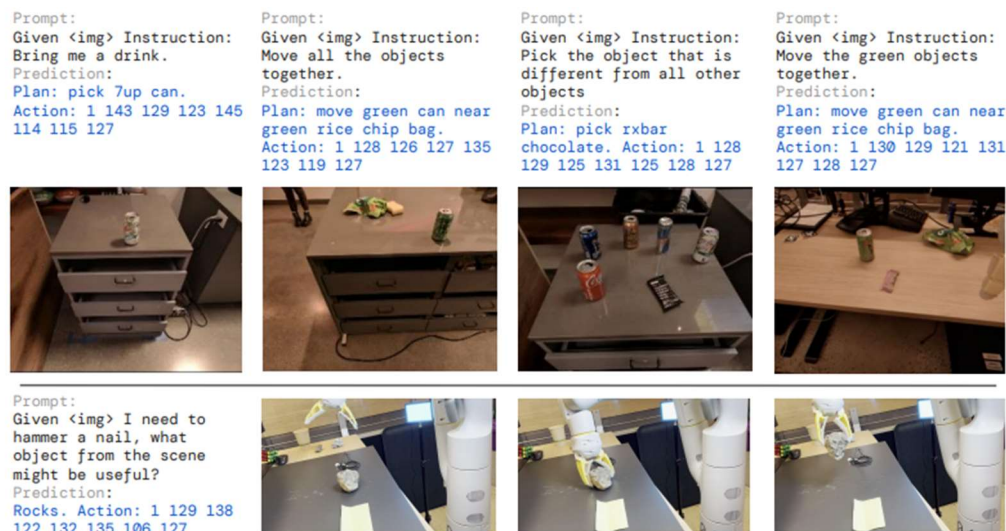 Prompt:
Given <img> Instruction:
Bring me a drink.
Prediction:
Plan: pick 7up can.
Action: 1 143 129 123 145
114 115 127
Prompt:
Given <img> Instruction:
Move all the objects
together.
Prediction:
Plan: move green can near
green rice chip bag.
Action: 1 128 126 127 135
123 119 127
Prompt:
Given <img> Instruction:
Pick the object that is
different from all other
objects
Prediction:
Plan: pick rxbar
chocolate. Action: 1 128
129 125 131 125 128 127
Prompt:
Given <img> Instruction:
Move the green objects
together.
Prediction:
Plan: move green can near
green rice chip bag.
Action: 1 130 129 121 131
127 128 127
Prompt:
Given <img> I need to
hammer a nail, what
object from the scene
might be useful?
Prediction:
Rocks. Action: 1 129 138
122 132 135 106 127